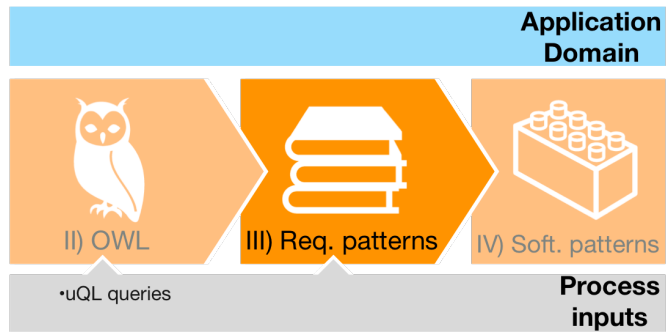 Application
Domain
II) OWL
III) Req. patterns
IV) Soft. patterns
•uQL queries
Process
inputs